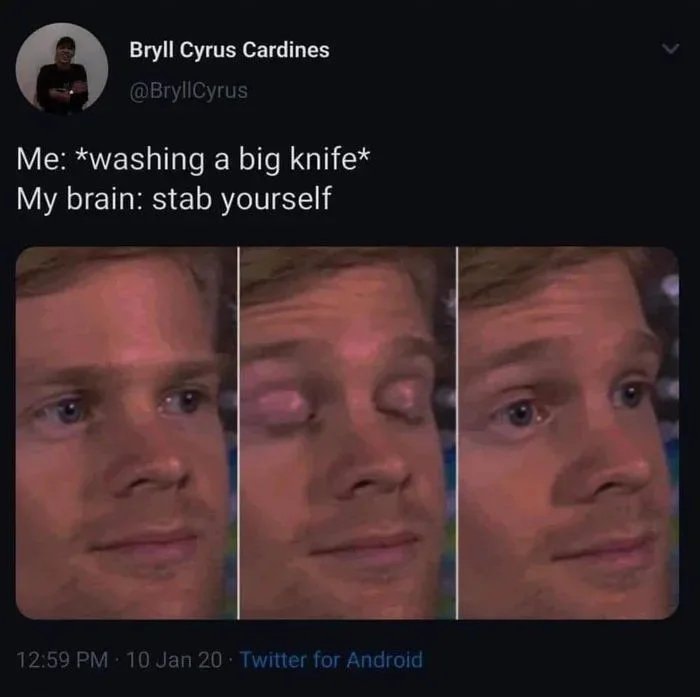 Bryll Cyrus Cardines
@BryllCyrus
Me: *washing a big knife*
My brain: stab yourself
12:59 PM · 10 Jan 20 · Twitter for Android